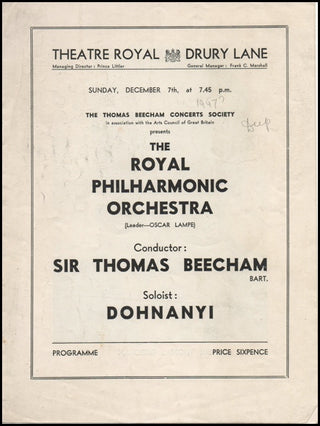 THEATRE ROYAL DRURY LANE
Managing Director : Prince Littler General Manager : Frank C. Marshall
SUNDAY, DECEMBER 7th, at 7.45 p.m.
1947?
THE THOMAS BEECHAM CONCERTS SOCIETY
in association with the Arts Council of Great Britain
presents
THE
ROYAL
PHILHARMONIC
ORCHESTRA
(Leader—OSCAR LAMPE)
Conductor :
SIR THOMAS BEECHAM
BART.
Soloist :
DOHNANYI
PROGRAMME PRICE SIXPENCE